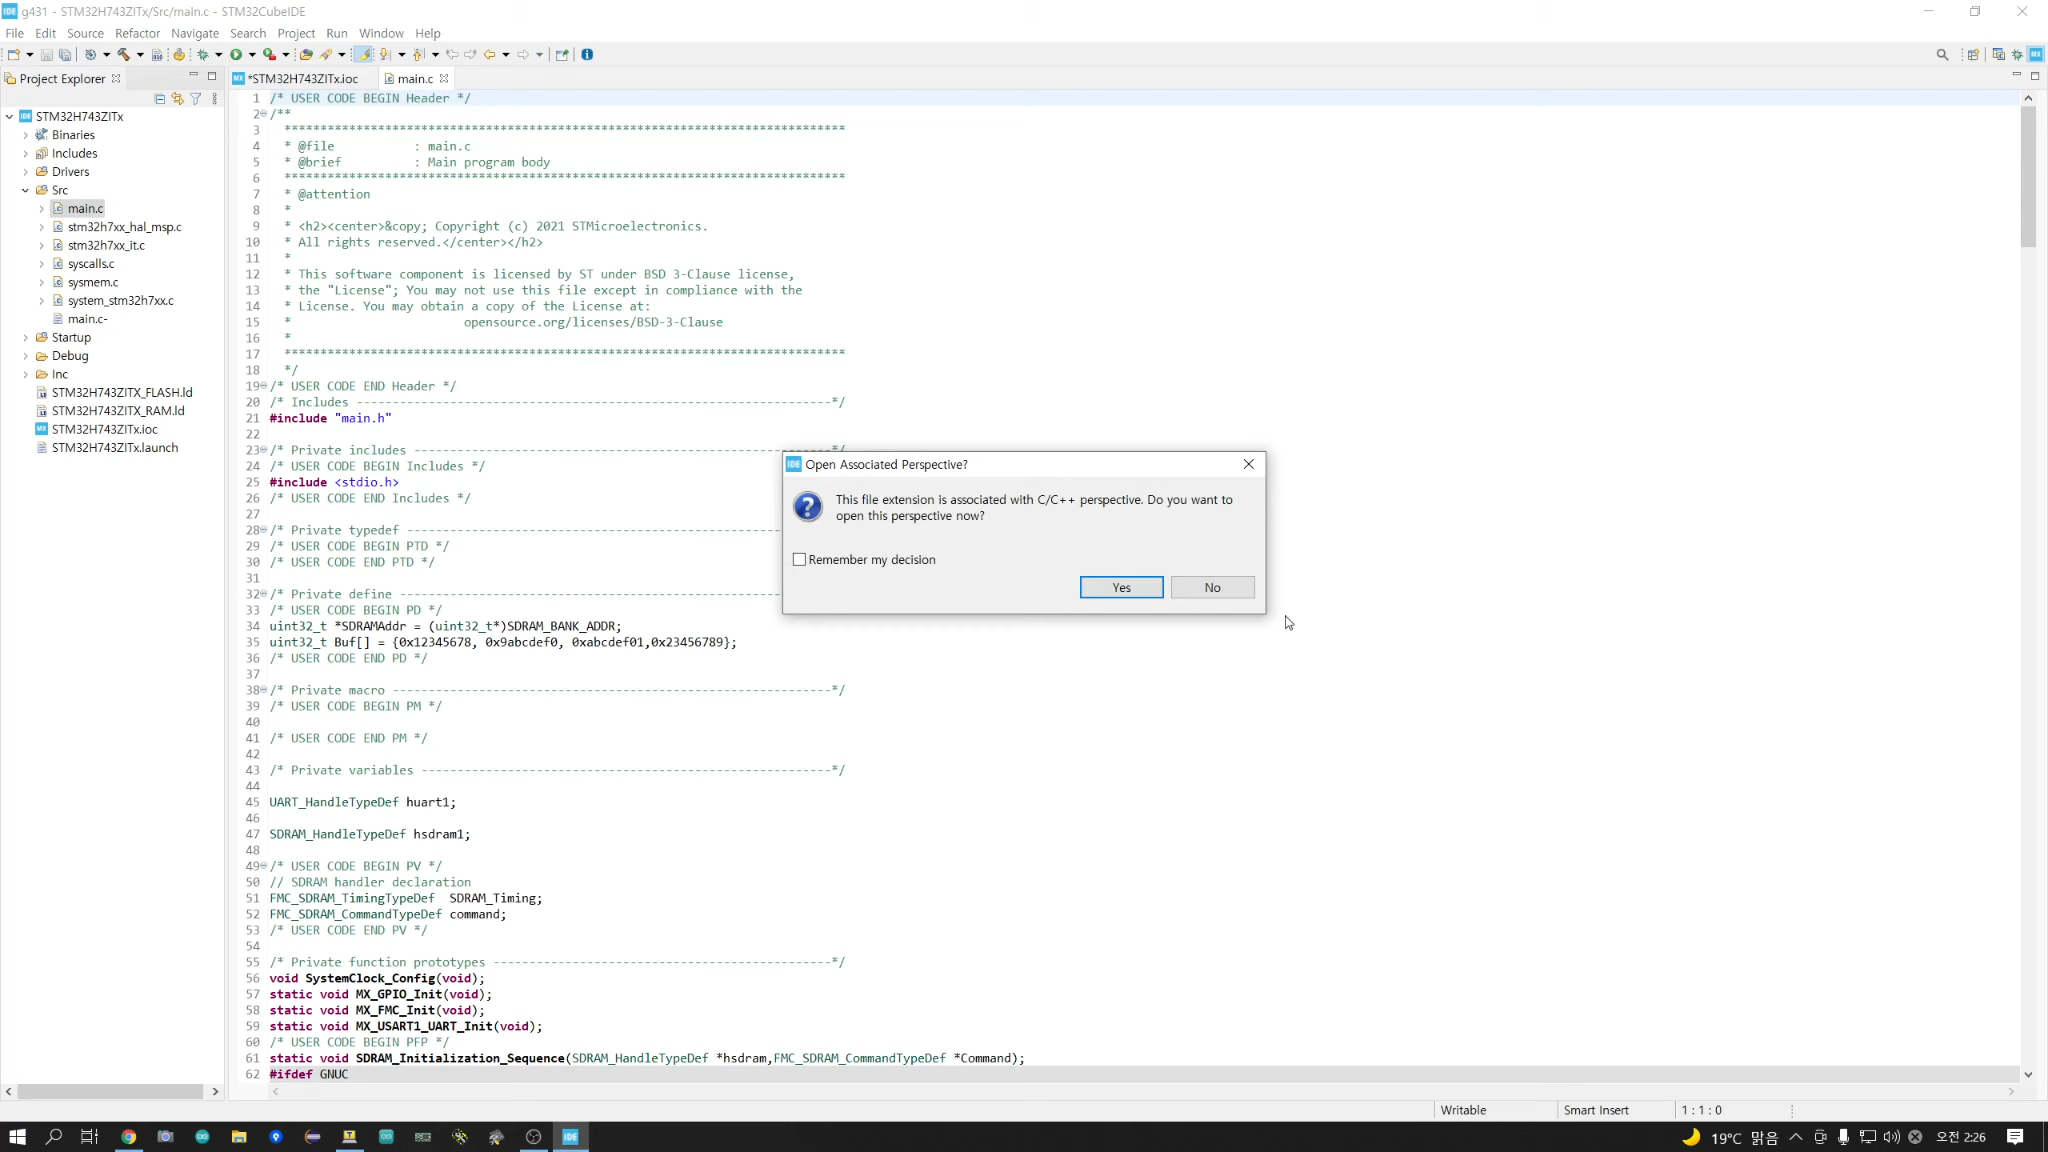 IDE g431 - STM32H743ZITx/Src/main.c - STM32CubeIDE
File Edit Source Refactor Navigate Search Project Run Window Help
Project Explorer
MX *STM32H743ZITx.ioc
main.c
IDE STM32H743ZITx
Binaries
Includes
Drivers
Src
main.c
stm32h7xx_hal_msp.c
stm32h7xx_it.c
syscalls.c
sysmem.c
system_stm32h7xx.c
main.c-
Startup
Debug
Inc
STM32H743ZITX_FLASH.ld
STM32H743ZITX_RAM.ld
MX STM32H743ZITx.ioc
STM32H743ZITx.launch
1 /* USER CODE BEGIN Header */
2 /**
3 ******************************************************************************
4 * @file           : main.c
5 * @brief          : Main program body
6 ******************************************************************************
7 * @attention
8 *
9 * <h2><center>&copy; Copyright (c) 2021 STMicroelectronics.
10 * All rights reserved.</center></h2>
11 *
12 * This software component is licensed by ST under BSD 3-Clause license,
13 * the "License"; You may not use this file except in compliance with the
14 * License. You may obtain a copy of the License at:
15 *                        opensource.org/licenses/BSD-3-Clause
16 *
17 ******************************************************************************
18 */
19 /* USER CODE END Header */
20 /* Includes ------------------------------------------------------------------*/
21 #include "main.h"
22
23 /* Private includes ----------------------------------------------------------*/
24 /* USER CODE BEGIN Includes */
25 #include <stdio.h>
26 /* USER CODE END Includes */
27
28 /* Private typedef -----------------------------------------------------
29 /* USER CODE BEGIN PTD */
30 /* USER CODE END PTD */
31
32 /* Private define ------------------------------------------------------
33 /* USER CODE BEGIN PD */
34 uint32_t *SDRAMAddr = (uint32_t*)SDRAM_BANK_ADDR;
35 uint32_t Buf[] = {0x12345678, 0x9abcdef0, 0xabcdef01,0x23456789};
36 /* USER CODE END PD */
37
38 /* Private macro -------------------------------------------------------------*/
39 /* USER CODE BEGIN PM */
40
41 /* USER CODE END PM */
42
43 /* Private variables ---------------------------------------------------------*/
44
45 UART_HandleTypeDef huart1;
46
47 SDRAM_HandleTypeDef hsdram1;
48
49 /* USER CODE BEGIN PV */
50 // SDRAM handler declaration
51 FMC_SDRAM_TimingTypeDef  SDRAM_Timing;
52 FMC_SDRAM_CommandTypeDef command;
53 /* USER CODE END PV */
54
55 /* Private function prototypes -----------------------------------------------*/
56 void SystemClock_Config(void);
57 static void MX_GPIO_Init(void);
58 static void MX_FMC_Init(void);
59 static void MX_USART1_UART_Init(void);
60 /* USER CODE BEGIN PFP */
61 static void SDRAM_Initialization_Sequence(SDRAM_HandleTypeDef *hsdram,FMC_SDRAM_CommandTypeDef *Command);
62 #ifdef GNUC
IDE Open Associated Perspective?
This file extension is associated with C/C++ perspective. Do you want to
open this perspective now?
Remember my decision
Yes
No
Writable
Smart Insert
1 : 1 : 0
IDE
19°C 맑음
오전 2:26